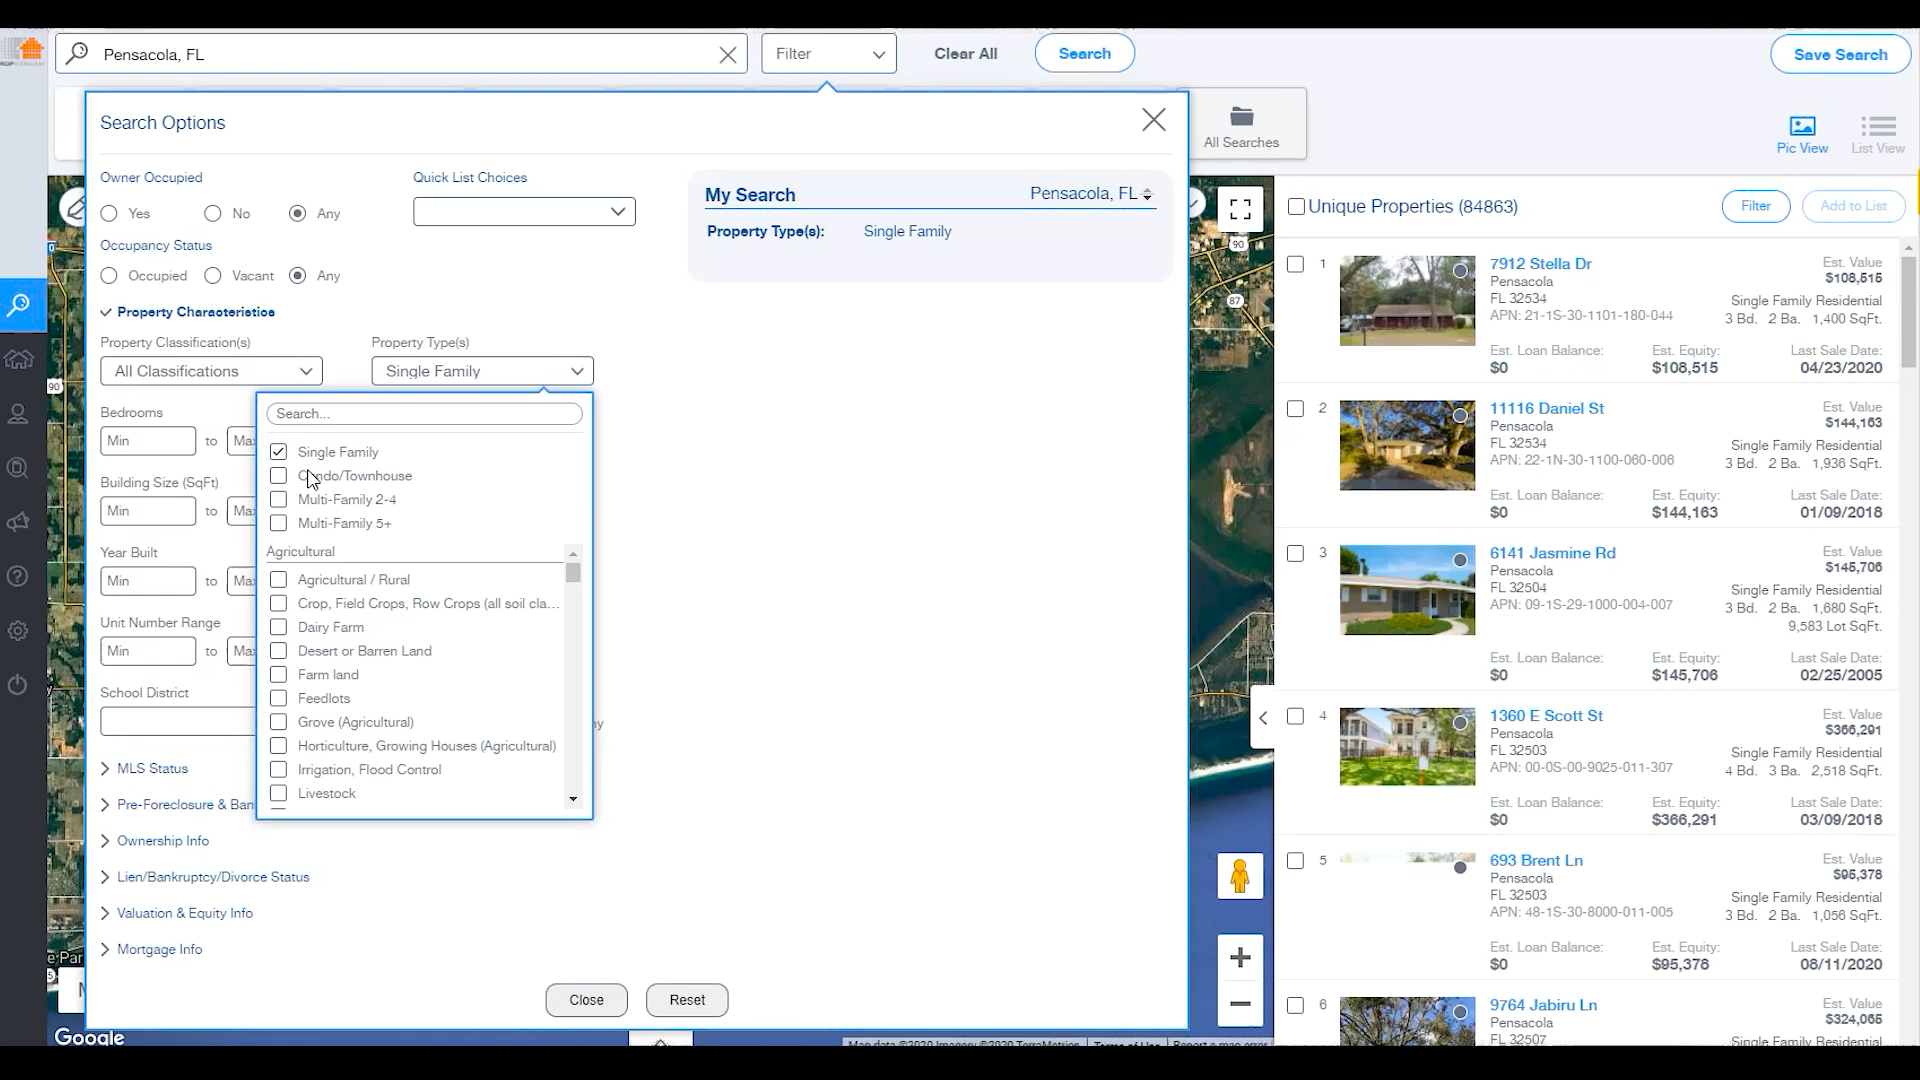 Pensacola, FL
Filter
Clear All
Search
Save Search
Search Options
All Searches
Pic View
List View
Owner Occupied
Quick List Choices
Yes
No
Any
My Search
Pensacola, FL
Property Type(s):
Single Family
Occupancy Status
Occupied
Vacant
Any
Property Characteristics
Property Classification(s)
Property Type(s)
All Classifications
Single Family
Bedrooms
Min
to
Building Size (SqFt)
Min
to
Year Built
Min
to
Unit Number Range
Min
to
School District
Search...
Single Family
Condo/Townhouse
Multi-Family 2-4
Multi-Family 5+
Agricultural
Agricultural / Rural
Crop, Field Crops, Row Crops (all soil cla...
Dairy Farm
Desert or Barren Land
Farm land
Feedlots
Grove (Agricultural)
Horticulture, Growing Houses (Agricultural)
Irrigation, Flood Control
Livestock
MLS Status
Pre-Foreclosure & Ban
Ownership Info
Lien/Bankruptcy/Divorce Status
Valuation & Equity Info
Mortgage Info
Close
Reset
90
87
90
Google
Map data ©2020 Imagery ©2020 TerraMetrics
Terms of Use
Report a map error
Unique Properties (84863)
Filter
Add to List
1
7912 Stella Dr
Pensacola
FL 32534
APN: 21-1S-30-1101-180-044
Est. Value
$108,515
Single Family Residential
3 Bd. 2 Ba. 1,400 SqFt.
Est. Loan Balance: Est. Equity: Last Sale Date:
$0 $108,515 04/23/2020
2
11116 Daniel St
Pensacola
FL 32534
APN: 22-1N-30-1100-060-006
Est. Value
$144,163
Single Family Residential
3 Bd. 2 Ba. 1,936 SqFt.
Est. Loan Balance: Est. Equity: Last Sale Date:
$0 $144,163 01/09/2018
3
6141 Jasmine Rd
Pensacola
FL 32504
APN: 09-1S-29-1000-004-007
Est. Value
$145,706
Single Family Residential
3 Bd. 2 Ba. 1,680 SqFt.
9,583 Lot SqFt.
Est. Loan Balance: Est. Equity: Last Sale Date:
$0 $145,706 02/25/2005
4
1360 E Scott St
Pensacola
FL 32503
APN: 00-0S-00-9025-011-307
Est. Value
$366,291
Single Family Residential
4 Bd. 3 Ba. 2,518 SqFt.
Est. Loan Balance: Est. Equity: Last Sale Date:
$0 $366,291 03/09/2018
5
693 Brent Ln
Pensacola
FL 32503
APN: 48-1S-30-8000-011-005
Est. Value
$95,378
Single Family Residential
3 Bd. 2 Ba. 1,056 SqFt.
Est. Loan Balance: Est. Equity: Last Sale Date:
$0 $95,378 08/11/2020
6
9764 Jabiru Ln
Pensacola
FL 32507
Est. Value
$324,065
Single Family Residential